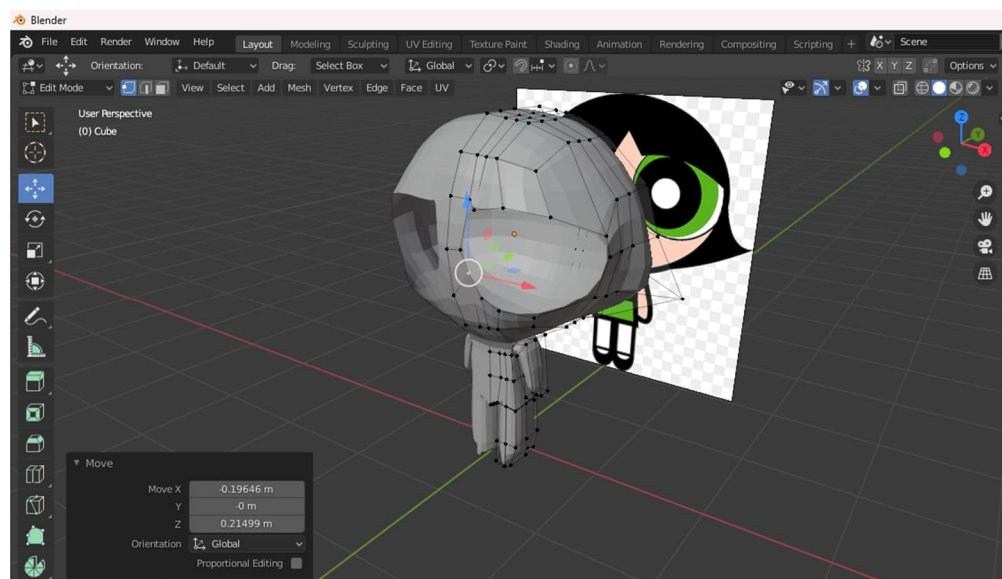 Blender
File Edit Render Window Help Layout Modeling Sculpting UV Editing Texture Paint Shading Animation Rendering Compositing Scripting + Scene
Orientation: Default Drag: Select Box Global X Y Z Options
Edit Mode View Select Add Mesh Vertex Edge Face UV
User Perspective
(0) Cube
Z
Y
X
Move
Move X -0.19646 m
Y -0 m
Z 0.21499 m
Orientation Global
Proportional Editing